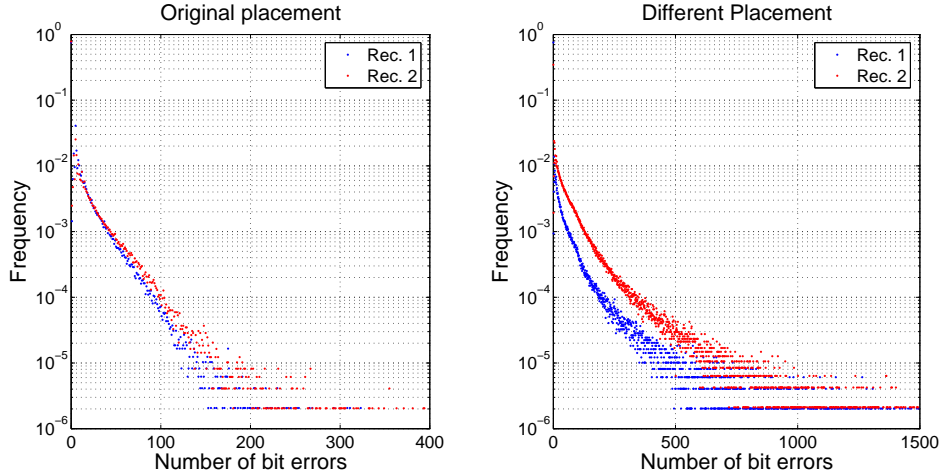 Original placement
10^0
10^-1
10^-2
10^-3
10^-4
10^-5
10^-6
Frequency
0 100 200 300 400
Number of bit errors
Rec. 1
Rec. 2
Different Placement
10^0
10^-1
10^-2
10^-3
10^-4
10^-5
10^-6
Frequency
0 500 1000 1500
Number of bit errors
Rec. 1
Rec. 2